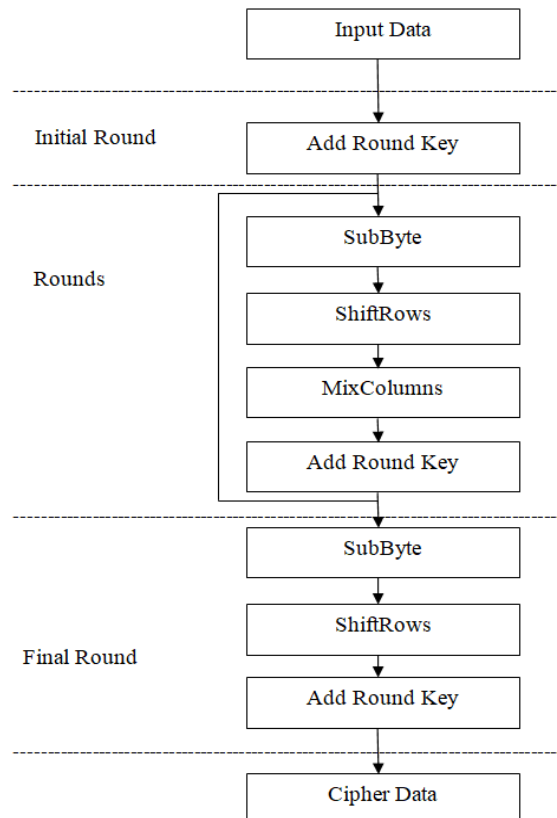 Input Data
Initial Round
Add Round Key
SubByte
Rounds
ShiftRows
MixColumns
Add Round Key
SubByte
ShiftRows
Final Round
Add Round Key
Cipher Data